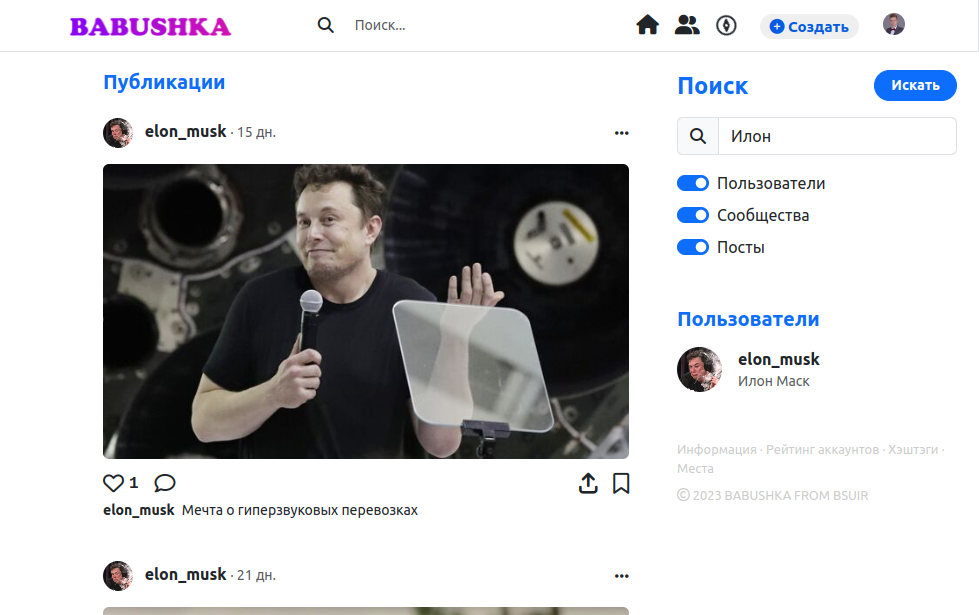 BABUSHKA
Поиск...
Создать
Публикации
elon_musk · 15 дн.
1
elon_musk Мечта о гиперзвуковых перевозках
elon_musk · 21 дн.
Поиск
Искать
Илон
Пользователи
Сообщества
Посты
Пользователи
elon_musk
Илон Маск
Информация · Рейтинг аккаунтов · Хэштэги ·
Места
© 2023 BABUSHKA FROM BSUIR